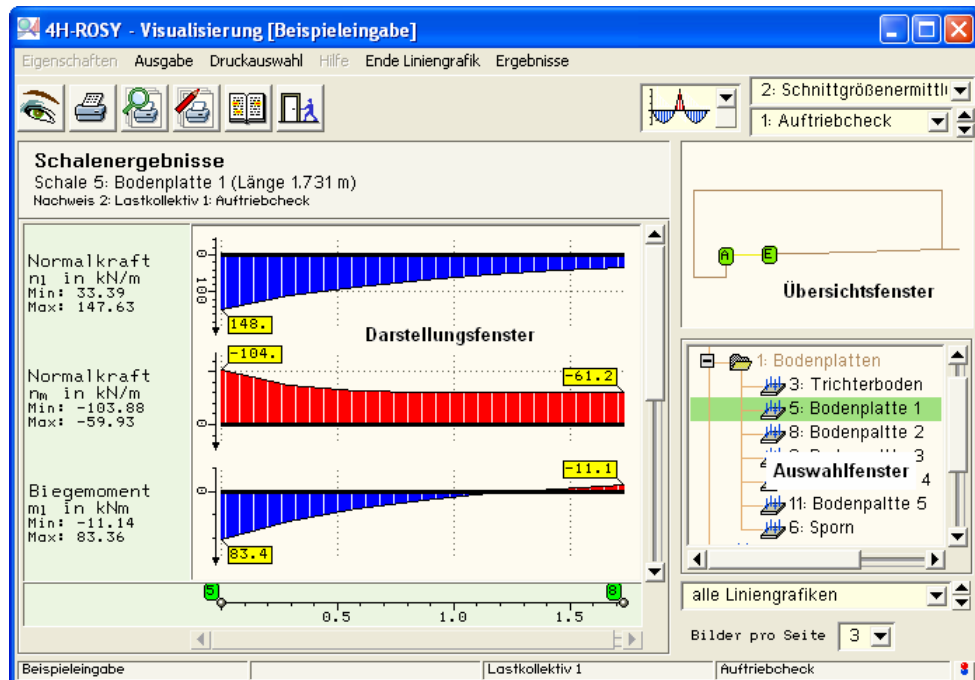 4H-ROSY - Visualisierung [Beispieleingabe]
Eigenschaften Ausgabe Druckauswahl Hilfe Ende Liniengrafik Ergebnisse
2: Schnittgrößenermittlu
1: Auftriebcheck
Schalenergebnisse
Schale 5: Bodenplatte 1 (Länge 1.731 m)
Nachweis 2: Lastkollektiv 1: Auftriebcheck
Normalkraft
nl in kN/m
Min: 33.39
Max: 147.63
0
100
148.
Darstellungsfenster
Normalkraft
nm in kN/m
Min: -103.88
Max: -59.93
-104.
-61.2
0
Biegemoment
ml in kNm
Min: -11.14
Max: 83.36
0
-11.1
83.4
5
8
0.5 1.0 1.5
A E
Übersichtsfenster
1: Bodenplatten
3: Trichterboden
5: Bodenplatte 1
8: Bodenpaltte 2
3
Auswahlfenster 4
11: Bodenpaltte 5
6: Sporn
alle Liniengrafiken
Bilder pro Seite 3
Beispieleingabe Lastkollektiv 1 Auftriebcheck